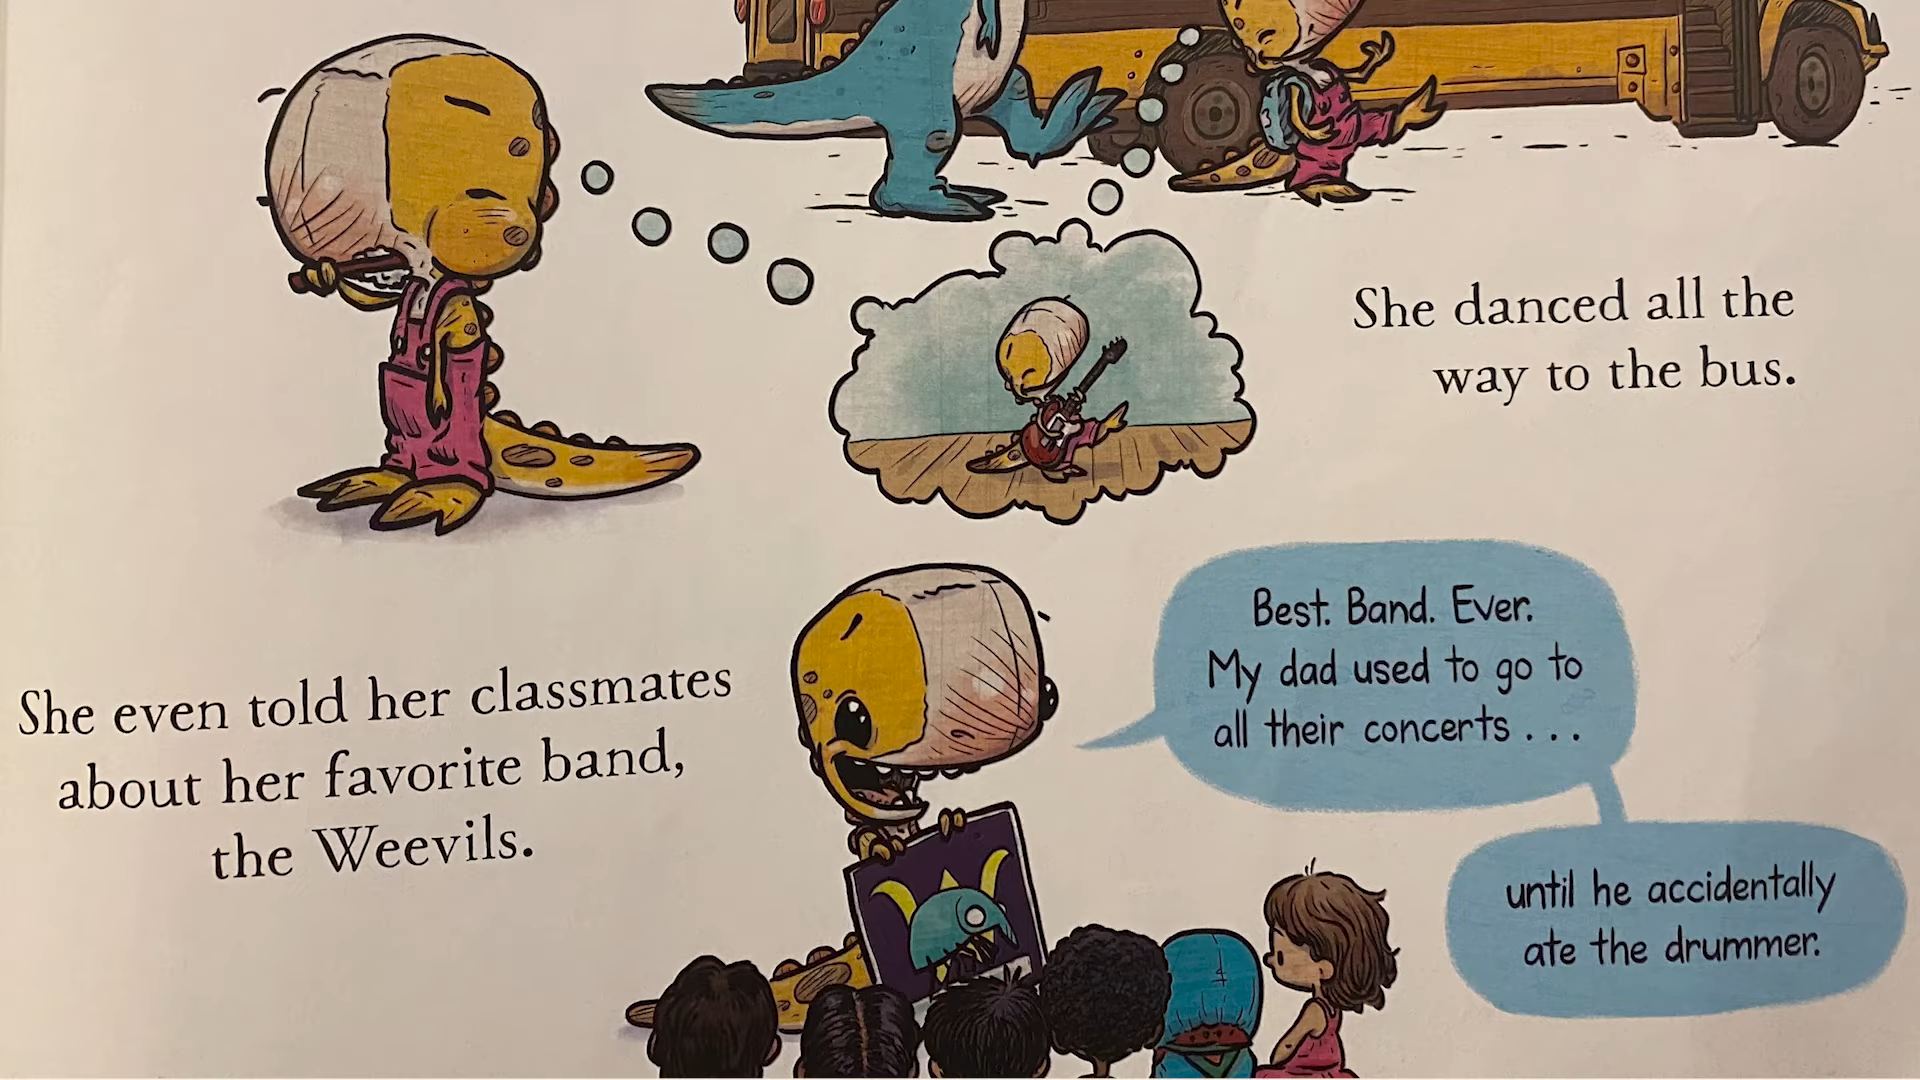 She danced all the
way to the bus.
She even told her classmates
about her favorite band,
the Weevils.
Best. Band. Ever.
My dad used to go to
all their concerts . . .
until he accidentally
ate the drummer.